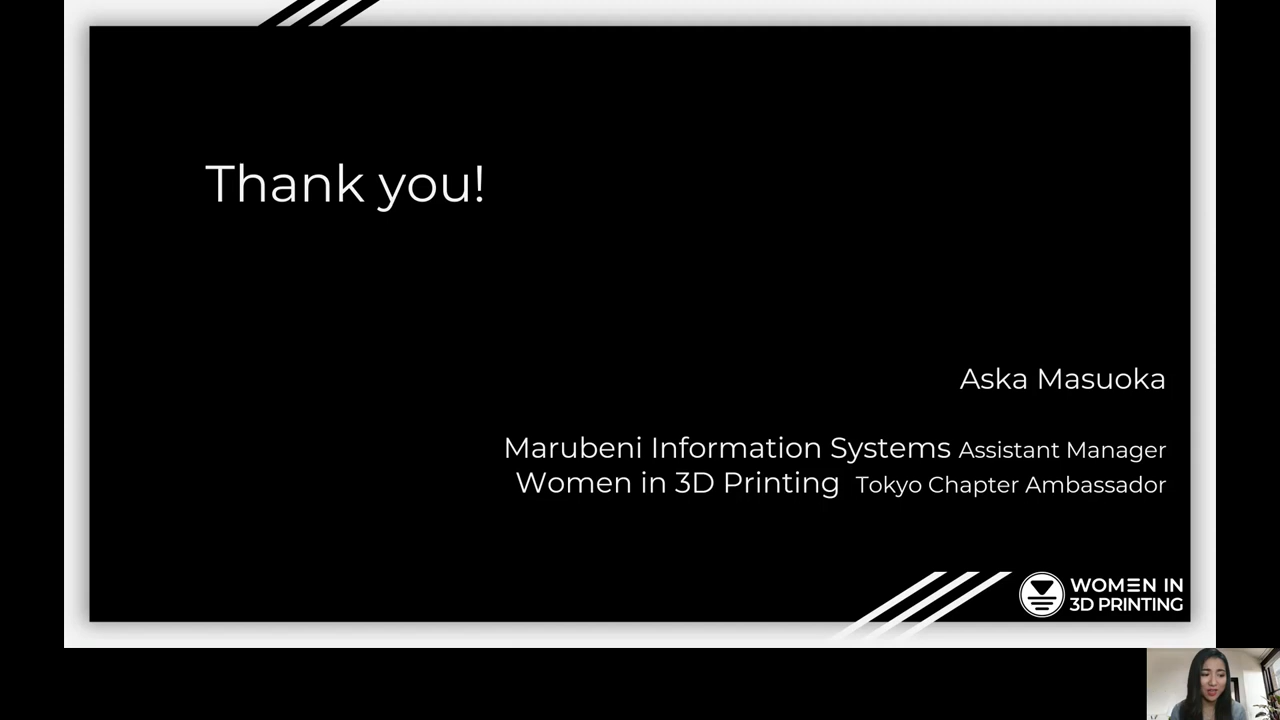 Thank you!
Aska Masuoka
Marubeni Information Systems Assistant Manager
Women in 3D Printing Tokyo Chapter Ambassador
WOMEN IN
3D PRINTING